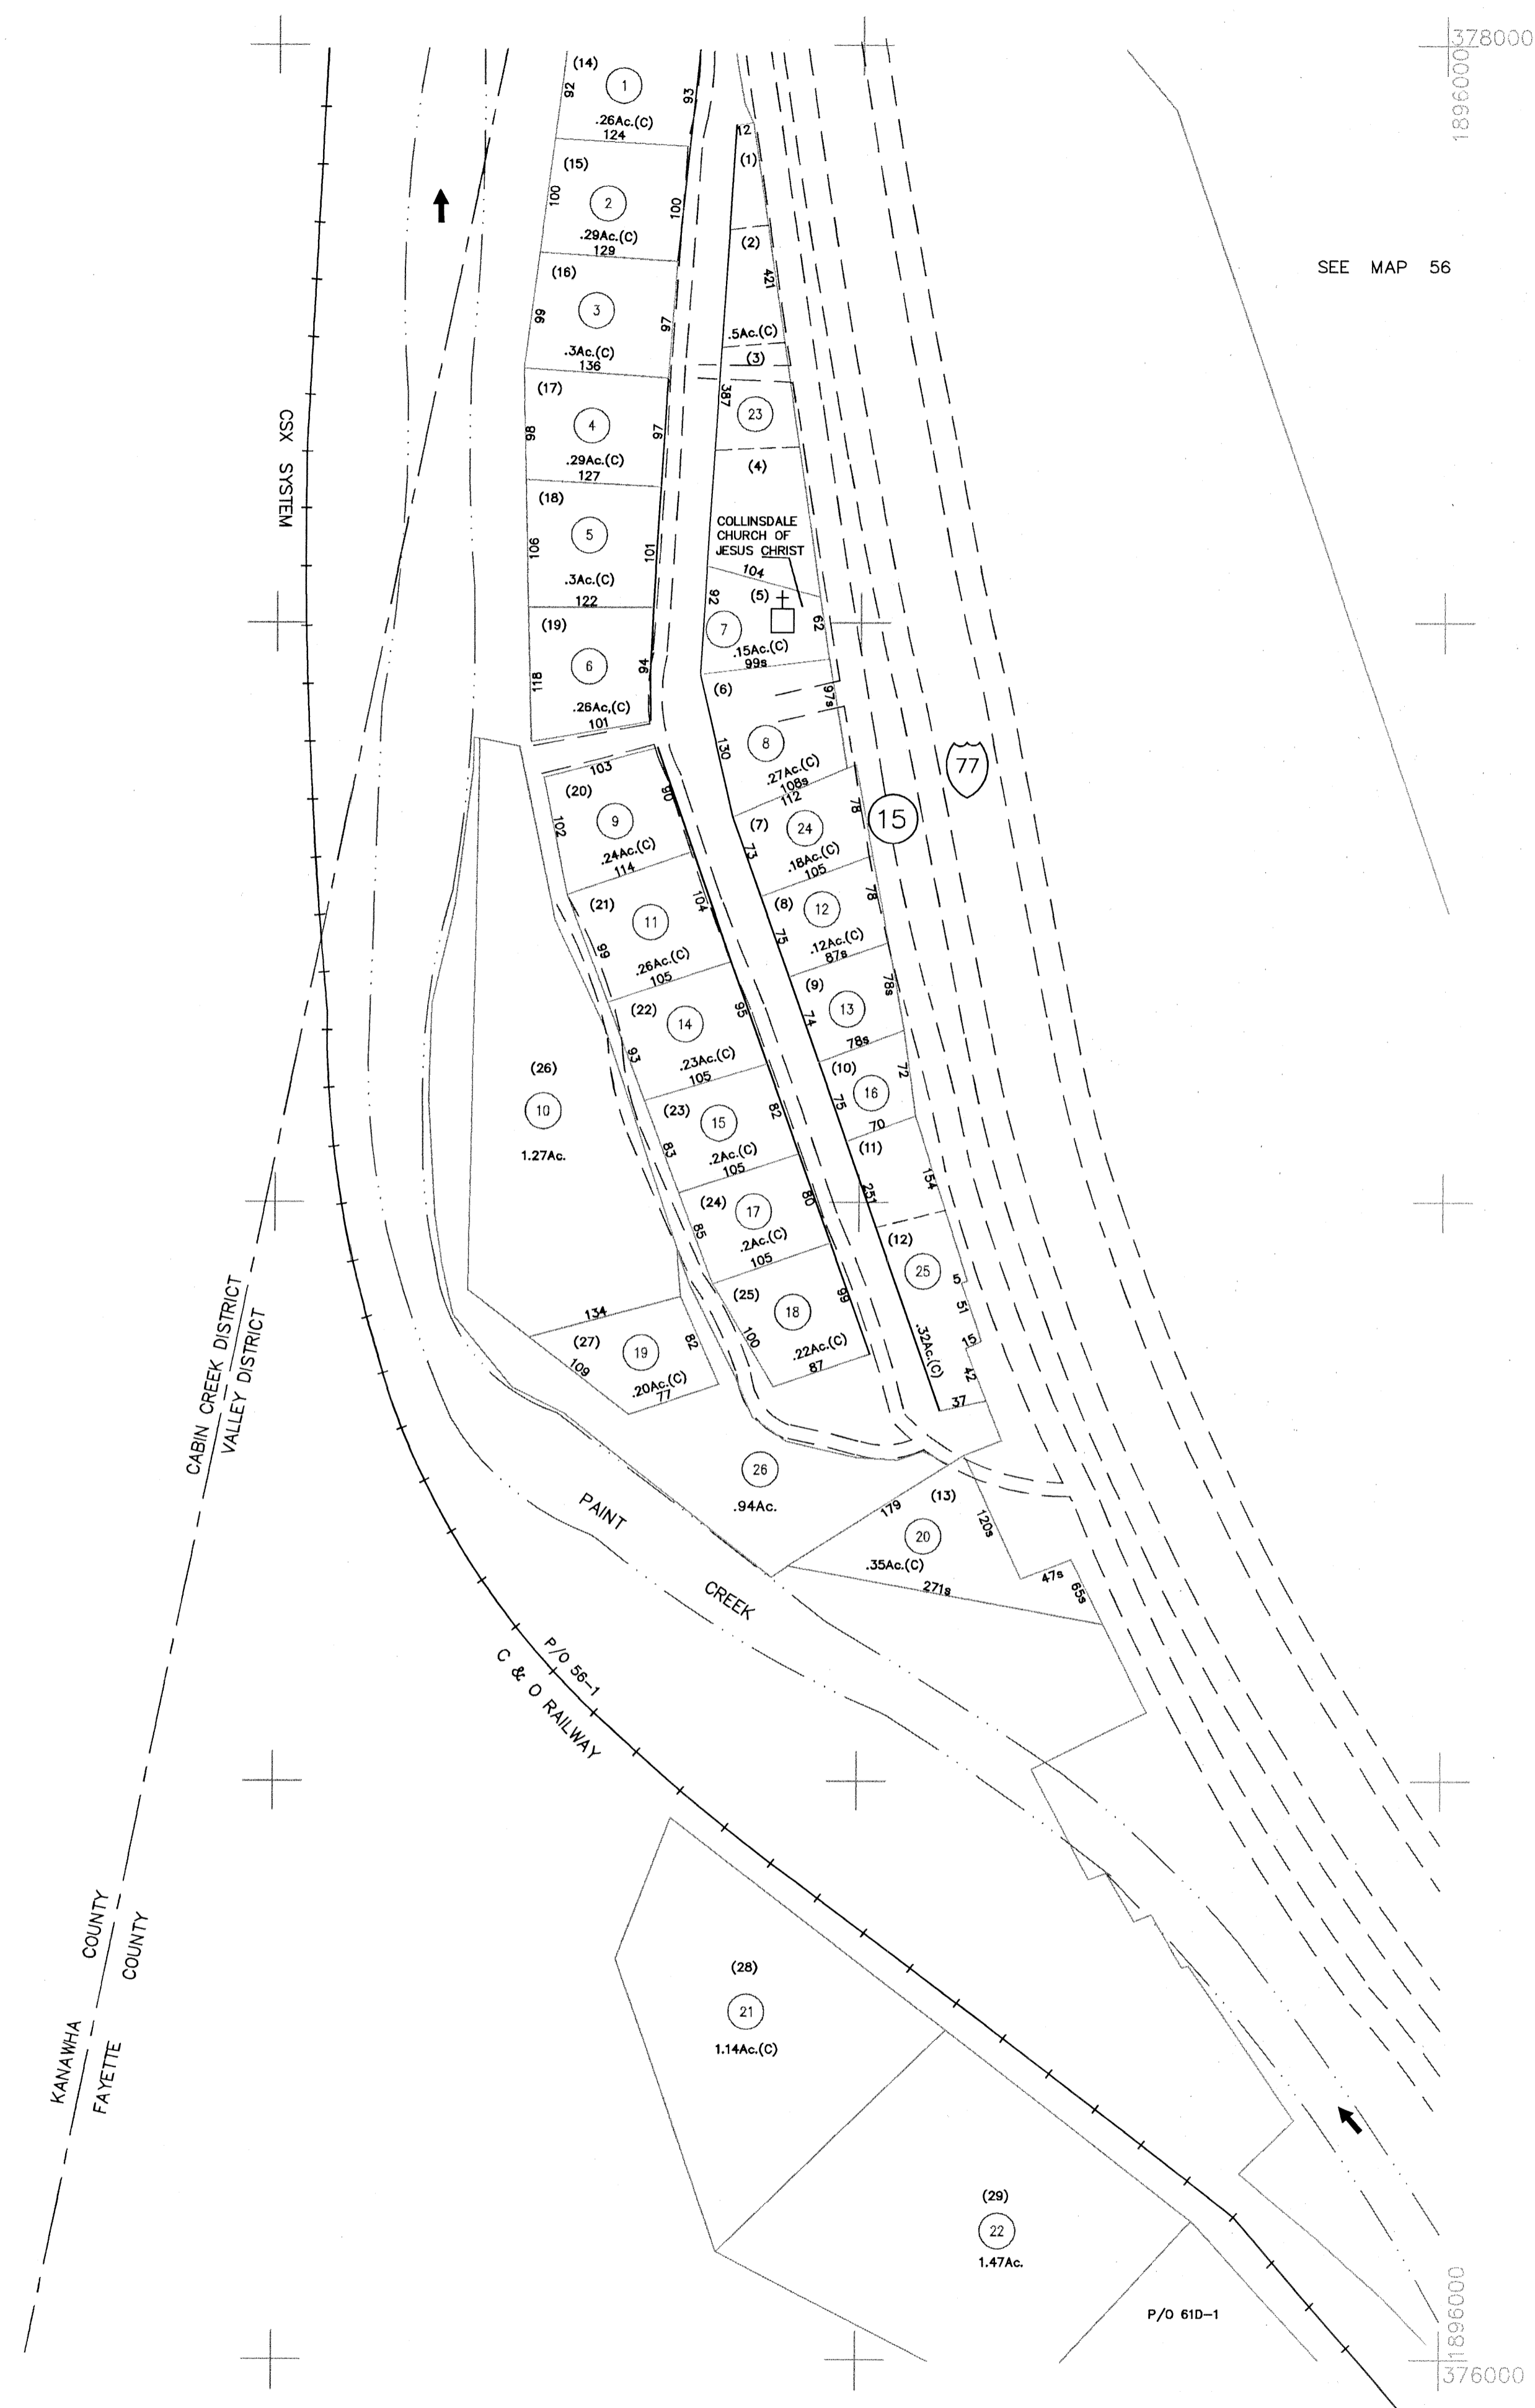 378000
1896000
SEE MAP 56
(14)
1
92
93
.26Ac.(C)
124
(15)
2
100
100
.29Ac.(C)
129
(16)
3
99
97
.3Ac.(C)
136
(17)
4
98
97
.29Ac.(C)
127
(18)
5
106
101
.3Ac.(C)
122
(19)
6
118
94
.26Ac.(C)
101
12
(1)
(2)
421
.5Ac.(C)
(3)
387
23
(4)
COLLINSDALE
CHURCH OF
JESUS CHRIST
104
92
(5)
7
62
.15Ac.(C)
99s
(6)
97s
130
8
.27Ac.(C)
108s
112
(7)
24
78
73
.18Ac.(C)
105
(8)
12
78
75
.12Ac.(C)
87s
(9)
13
78s
74
78s
(10)
16
72
75
70
(11)
154
251
(12)
25
5
51
15
.32Ac.(C)
42
37
15
77
CSX SYSTEM
103
(20)
90
102
9
.24Ac.(C)
114
(21)
104
11
99
.26Ac.(C)
105
(22)
14
95
93
.23Ac.(C)
105
(23)
15
82
83
.2Ac.(C)
105
(24)
17
80
85
.2Ac.(C)
105
(25)
18
99
100
.22Ac.(C)
87
(26)
10
1.27Ac.
134
(27)
19
82
109
.20Ac.(C)
77
26
.94Ac.
179
(13)
120s
20
.35Ac.(C)
271s
47s
65s
CABIN CREEK DISTRICT
VALLEY DISTRICT
PAINT
CREEK
P/O 56-1
C & O RAILWAY
KANAWHA COUNTY
FAYETTE COUNTY
(28)
21
1.14Ac.(C)
(29)
22
1.47Ac.
P/O 61D-1
1896000
376000